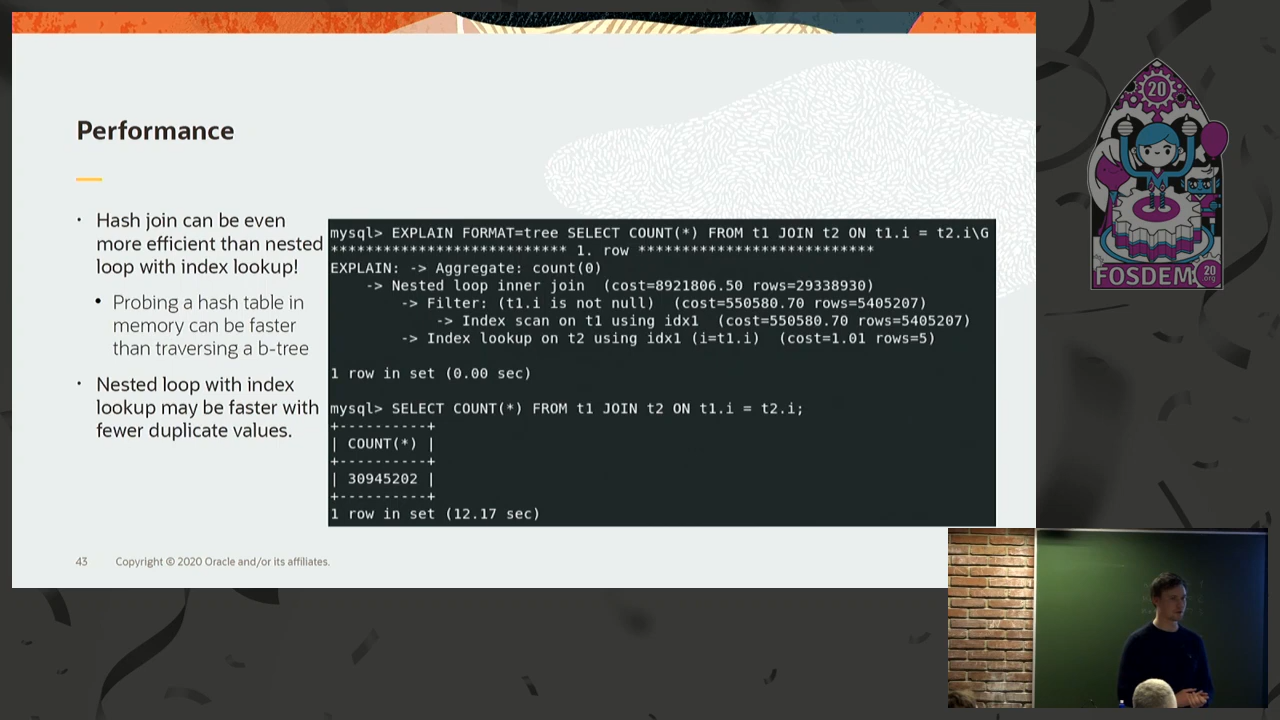 Performance
• Hash join can be even
more efficient than nested
loop with index lookup!
• Probing a hash table in
memory can be faster
than traversing a b-tree
• Nested loop with index
lookup may be faster with
fewer duplicate values.
mysql> EXPLAIN FORMAT=tree SELECT COUNT(*) FROM t1 JOIN t2 ON t1.i = t2.i\G
*************************** 1. row ***************************
EXPLAIN: -> Aggregate: count(0)
    -> Nested loop inner join  (cost=8921806.50 rows=29338930)
        -> Filter: (t1.i is not null)  (cost=550580.70 rows=5405207)
            -> Index scan on t1 using idx1  (cost=550580.70 rows=5405207)
        -> Index lookup on t2 using idx1 (i=t1.i)  (cost=1.01 rows=5)
1 row in set (0.00 sec)
mysql> SELECT COUNT(*) FROM t1 JOIN t2 ON t1.i = t2.i;
+----------+
| COUNT(*) |
+----------+
| 30945202 |
+----------+
1 row in set (12.17 sec)
43 Copyright © 2020 Oracle and/or its affiliates.
20
FOSDEM 20
.org